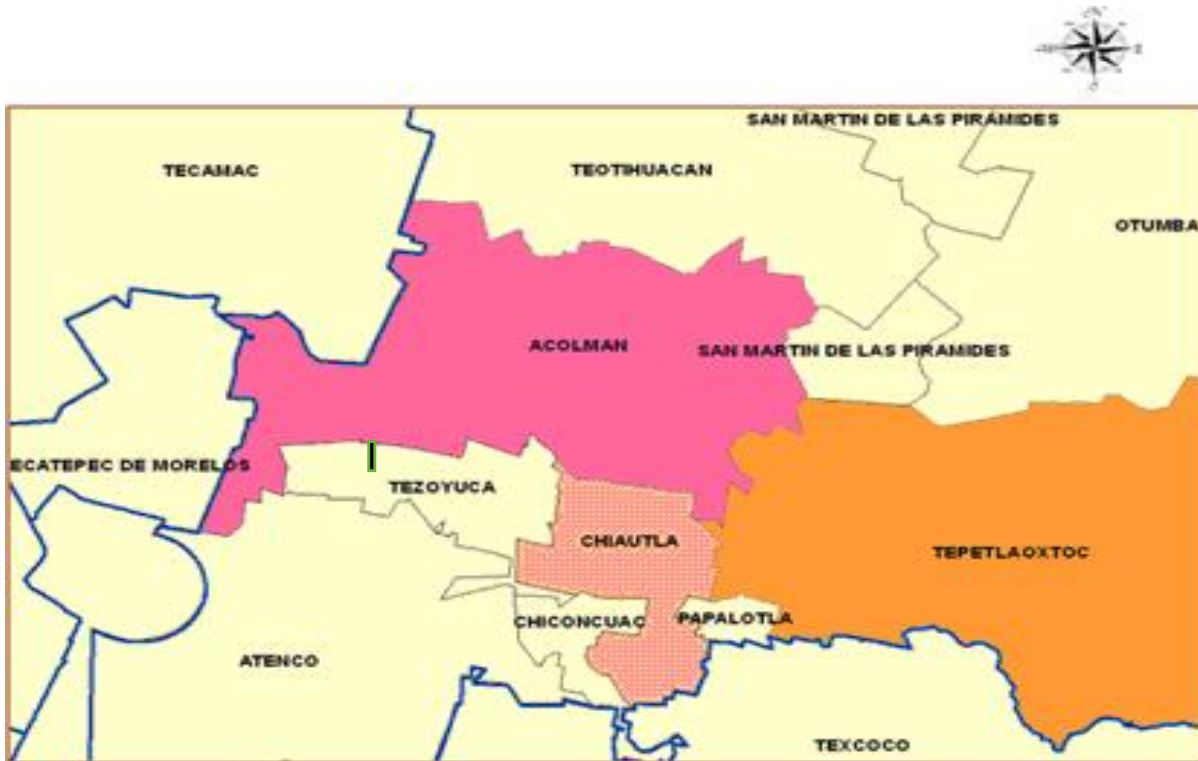 SAN MARTIN DE LAS PIRÁMIDES
TECAMAC
TEOTIHUACAN
OTUMBA
ACOLMAN
SAN MARTIN DE LAS PIRAMIDES
ECATEPEC DE MORELOS
TEZOYUCA
CHIAUTLA
TEPETLAOXTOC
CHICONCUAC
PAPALOTLA
ATENCO
TEXCOCO